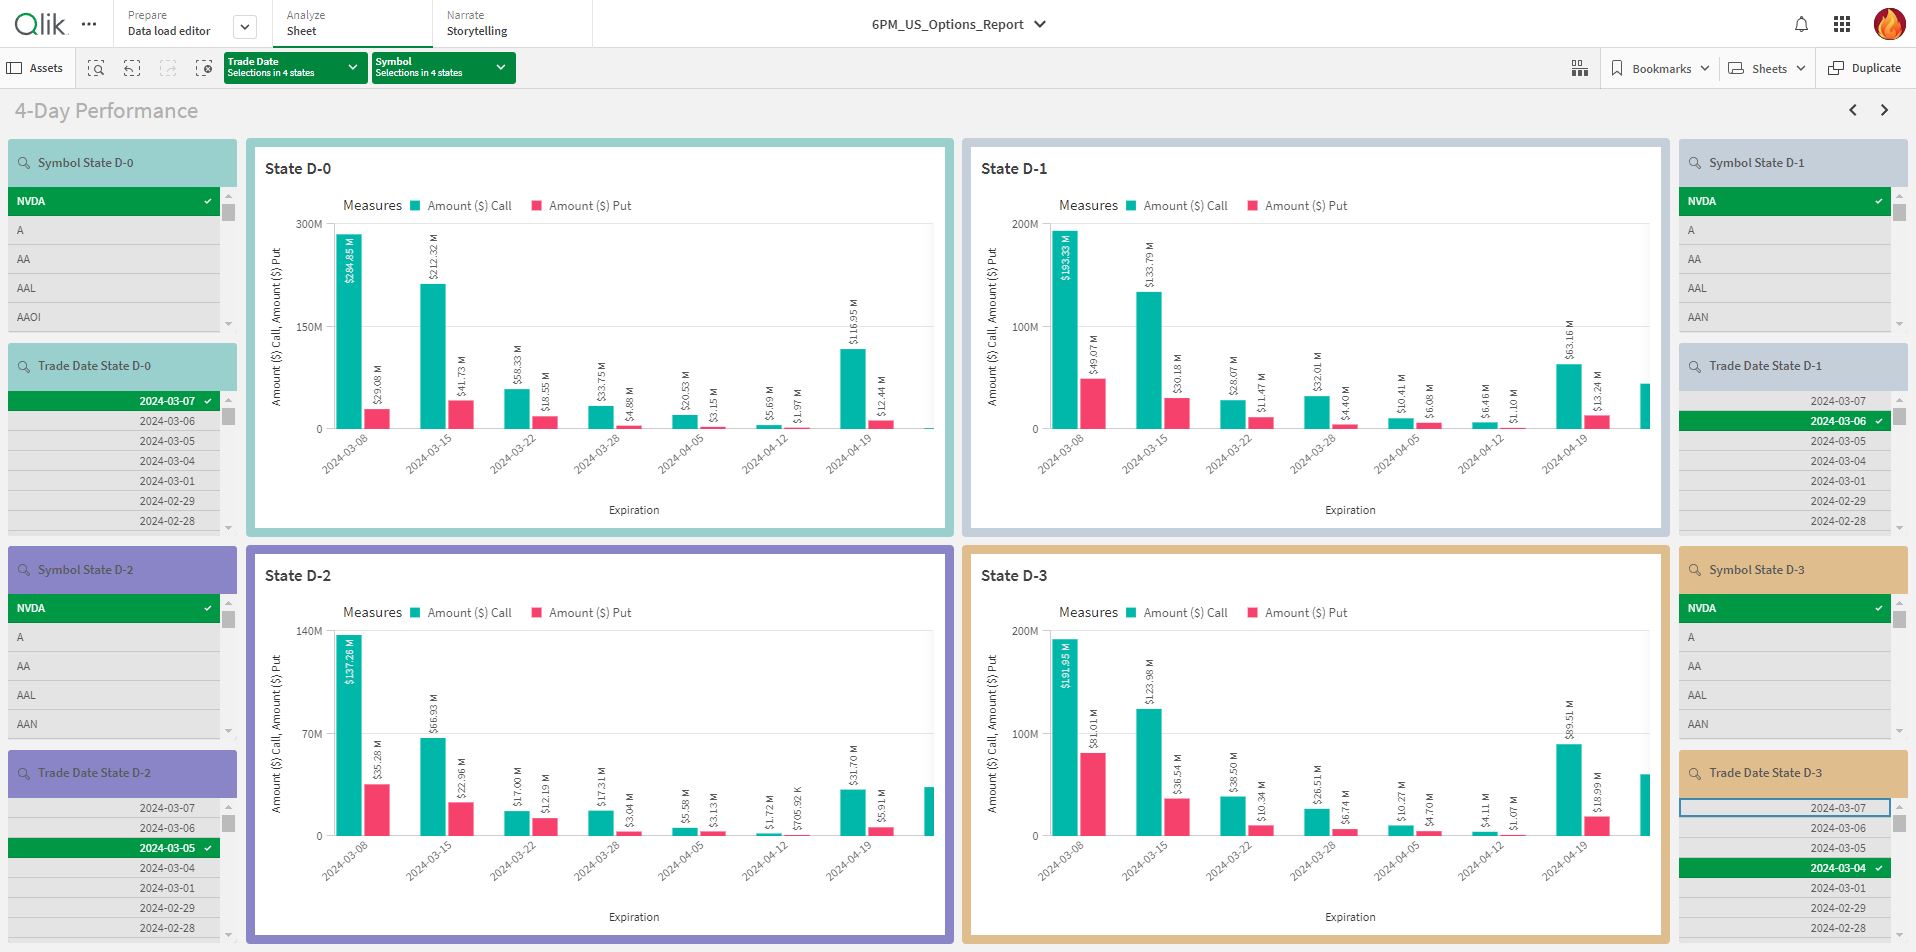 Qlik
Prepare
Data load editor
Analyze
Sheet
Narrate
Storytelling
6PM_US_Options_Report
Assets
Trade Date
Selections in 4 states
Symbol
Selections in 4 states
Bookmarks
Sheets
Duplicate
4-Day Performance
Symbol State D-0
NVDA
A
AA
AAL
AAOI
Trade Date State D-0
2024-03-07
2024-03-06
2024-03-05
2024-03-04
2024-03-01
2024-02-29
2024-02-28
State D-0
Measures Amount ($) Call Amount ($) Put
Amount ($) Call, Amount ($) Put
300M
150M
0
$284.85 M
$29.08 M
$212.32 M
$41.73 M
$58.33 M
$18.55 M
$33.75 M
$4.88 M
$20.53 M
$3.15 M
$5.69 M
$1.97 M
$116.95 M
$12.44 M
2024-03-08
2024-03-15
2024-03-22
2024-03-28
2024-04-05
2024-04-12
2024-04-19
Expiration
State D-1
Measures Amount ($) Call Amount ($) Put
Amount ($) Call, Amount ($) Put
200M
100M
0
$193.33 M
$49.07 M
$133.79 M
$30.18 M
$28.07 M
$11.47 M
$32.01 M
$4.40 M
$10.41 M
$6.08 M
$6.46 M
$1.10 M
$63.16 M
$13.24 M
2024-03-08
2024-03-15
2024-03-22
2024-03-28
2024-04-05
2024-04-12
2024-04-19
Expiration
Symbol State D-1
NVDA
A
AA
AAL
AAN
Trade Date State D-1
2024-03-07
2024-03-06
2024-03-05
2024-03-04
2024-03-01
2024-02-29
2024-02-28
Symbol State D-2
NVDA
A
AA
AAL
AAN
Trade Date State D-2
2024-03-07
2024-03-06
2024-03-05
2024-03-04
2024-03-01
2024-02-29
2024-02-28
State D-2
Measures Amount ($) Call Amount ($) Put
Amount ($) Call, Amount ($) Put
140M
70M
0
$137.26 M
$35.28 M
$66.93 M
$22.96 M
$17.00 M
$12.19 M
$17.31 M
$3.04 M
$5.58 M
$3.13 M
$1.72 M
$705.92 K
$31.70 M
$5.91 M
2024-03-08
2024-03-15
2024-03-22
2024-03-28
2024-04-05
2024-04-12
2024-04-19
Expiration
State D-3
Measures Amount ($) Call Amount ($) Put
Amount ($) Call, Amount ($) Put
200M
100M
0
$191.95 M
$81.01 M
$123.98 M
$36.54 M
$38.50 M
$10.34 M
$26.51 M
$6.74 M
$10.27 M
$4.70 M
$4.11 M
$1.07 M
$89.51 M
$18.99 M
2024-03-08
2024-03-15
2024-03-22
2024-03-28
2024-04-05
2024-04-12
2024-04-19
Expiration
Symbol State D-3
NVDA
A
AA
AAL
AAN
Trade Date State D-3
2024-03-07
2024-03-06
2024-03-05
2024-03-04
2024-03-01
2024-02-29
2024-02-28